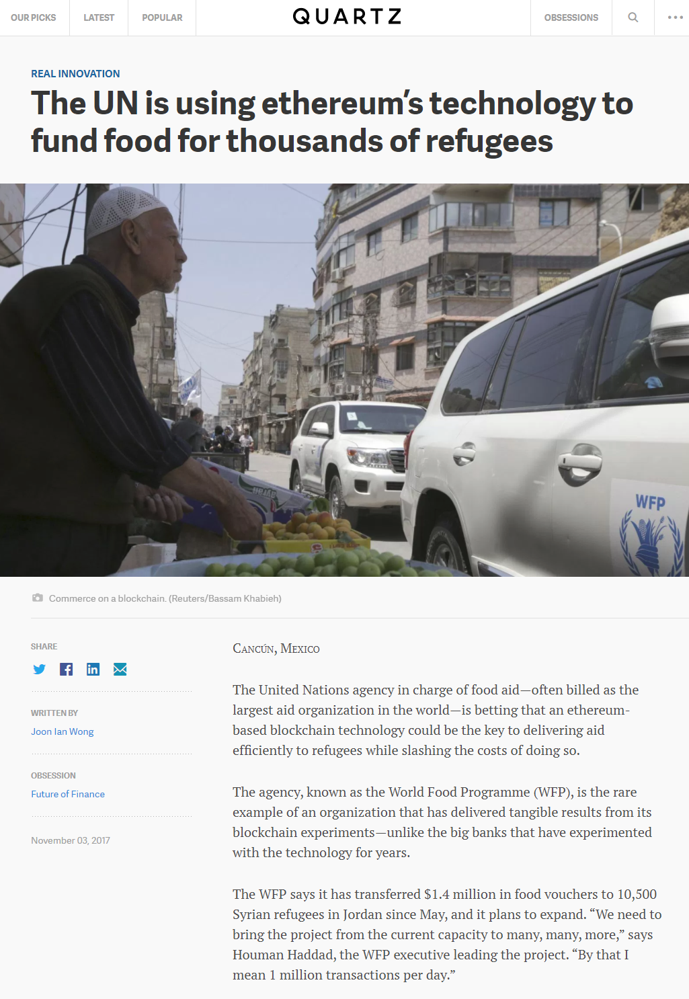 OUR PICKS
LATEST
POPULAR
QUARTZ
OBSESSIONS
REAL INNOVATION
The UN is using ethereum’s technology to
fund food for thousands of refugees
WFP
Commerce on a blockchain. (Reuters/Bassam Khabieh)
SHARE
WRITTEN BY
Joon Ian Wong
OBSESSION
Future of Finance
November 03, 2017
Cancún, Mexico
The United Nations agency in charge of food aid—often billed as the
largest aid organization in the world—is betting that an ethereum-
based blockchain technology could be the key to delivering aid
efficiently to refugees while slashing the costs of doing so.
The agency, known as the World Food Programme (WFP), is the rare
example of an organization that has delivered tangible results from its
blockchain experiments—unlike the big banks that have experimented
with the technology for years.
The WFP says it has transferred $1.4 million in food vouchers to 10,500
Syrian refugees in Jordan since May, and it plans to expand. “We need to
bring the project from the current capacity to many, many, more,” says
Houman Haddad, the WFP executive leading the project. “By that I
mean 1 million transactions per day.”